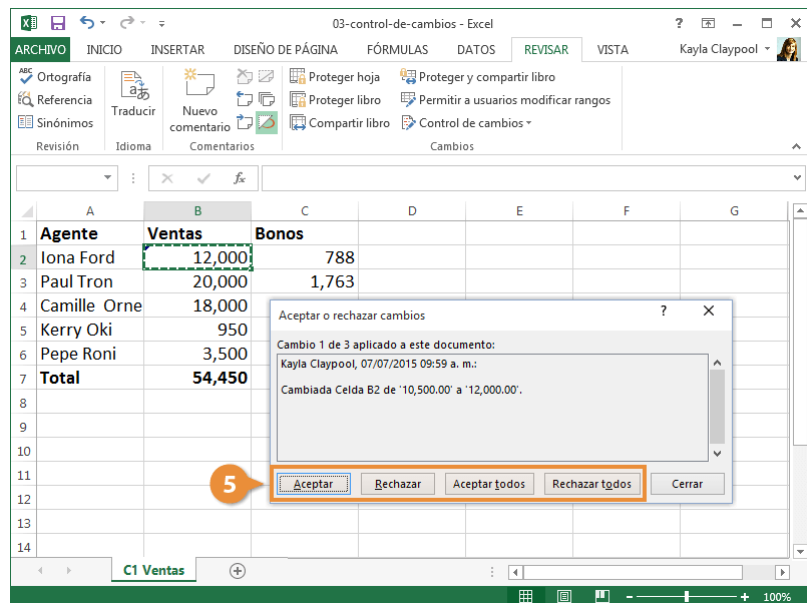 03-control-de-cambios - Excel
ARCHIVO INICIO INSERTAR DISEÑO DE PÁGINA FÓRMULAS DATOS REVISAR VISTA Kayla Claypool
ABC Ortografía
Referencia
Sinónimos
Revisión
Traducir
Idioma
Nuevo comentario
Comentarios
Proteger hoja
Proteger libro
Compartir libro
Proteger y compartir libro
Permitir a usuarios modificar rangos
Control de cambios
Cambios
fx
A B C D E F G
1 Agente Ventas Bonos
2 Iona Ford 12,000 788
3 Paul Tron 20,000 1,763
4 Camille Orne 18,000
5 Kerry Oki 950
6 Pepe Roni 3,500
7 Total 54,450
8
9
10
11
12
13
14
Aceptar o rechazar cambios ?
Cambio 1 de 3 aplicado a este documento:
Kayla Claypool, 07/07/2015 09:59 a. m.:
Cambiada Celda B2 de '10,500.00' a '12,000.00'.
5
Aceptar Rechazar Aceptar todos Rechazar todos Cerrar
C1 Ventas
100%